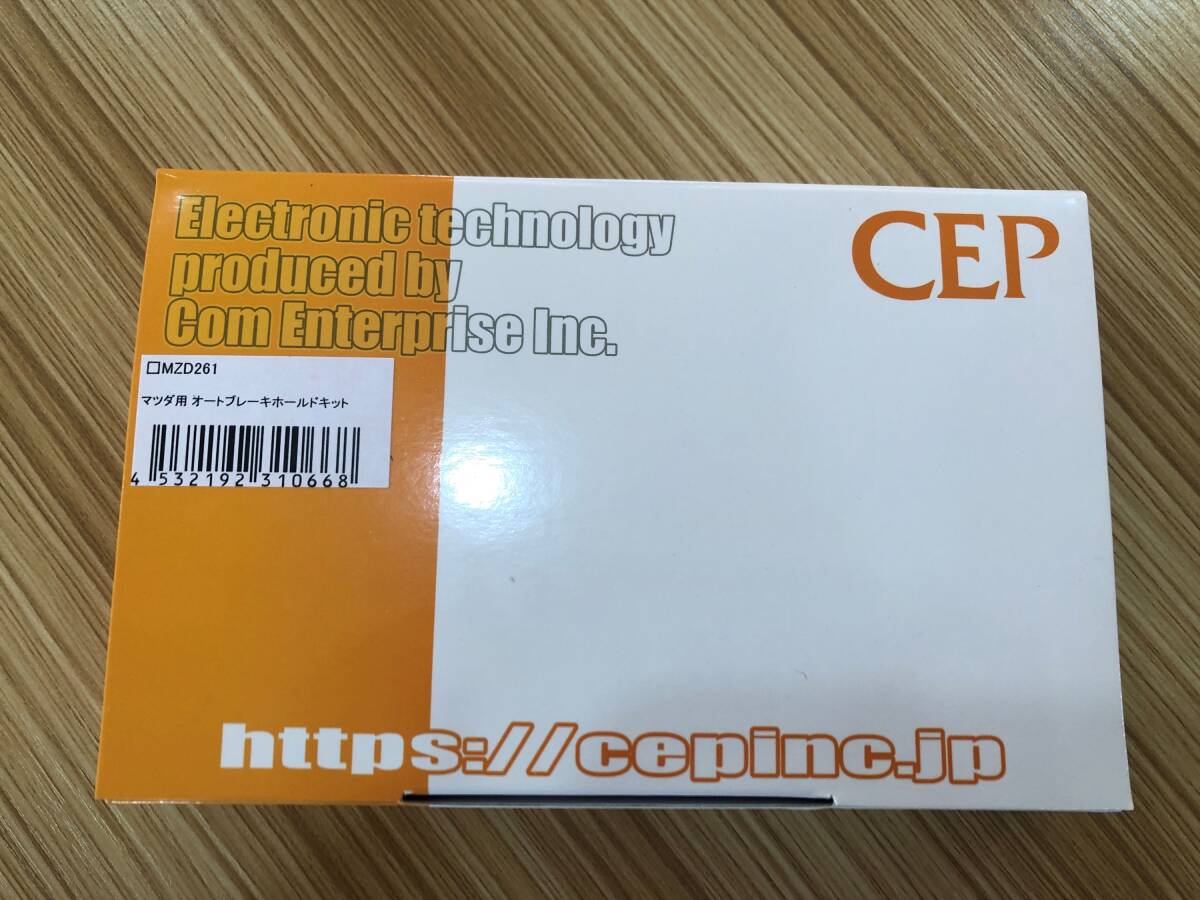 Electronic technology
produced by
Com Enterprise Inc.
CEP
□MZD261
マツダ用 オートブレーキホールドキット
4 532192 310668
https://cepinc.jp